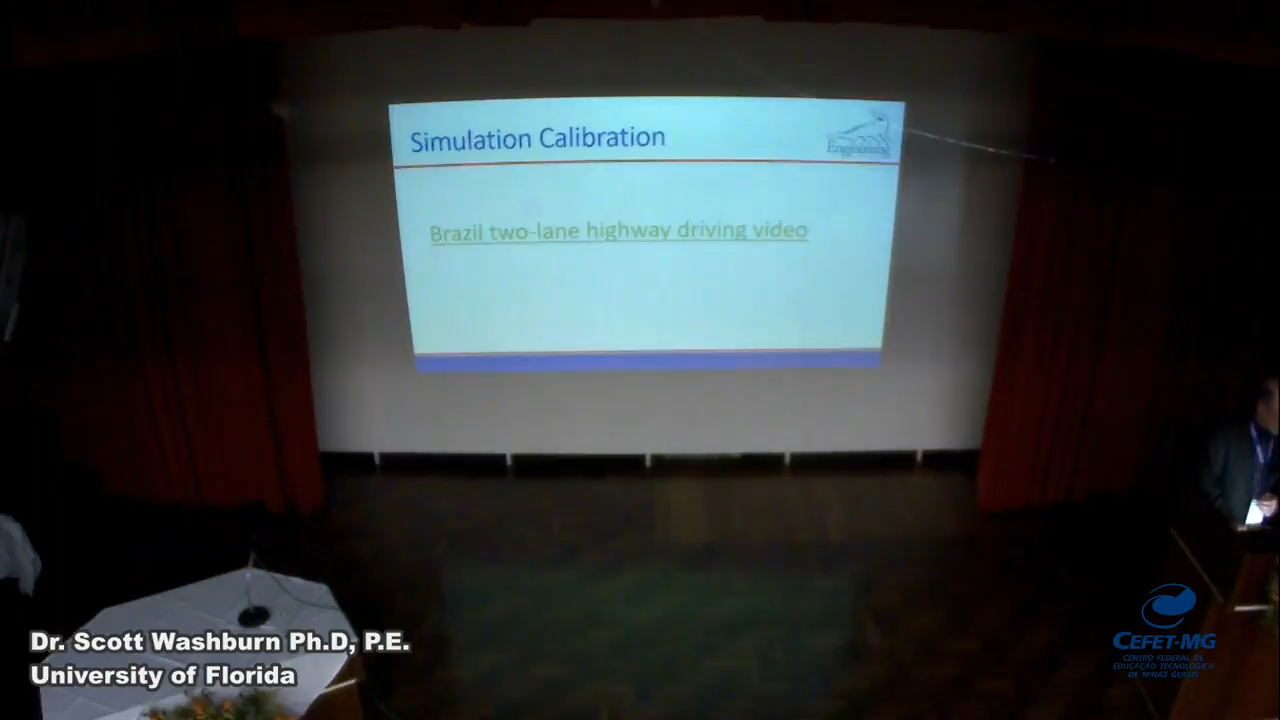 Simulation Calibration
Engineering
Brazil two-lane highway driving video
Dr. Scott Washburn Ph.D, P.E.
University of Florida
CEFET-MG
CENTRO FEDERAL DE
EDUCAÇÃO TECNOLÓGICA
DE MINAS GERAIS